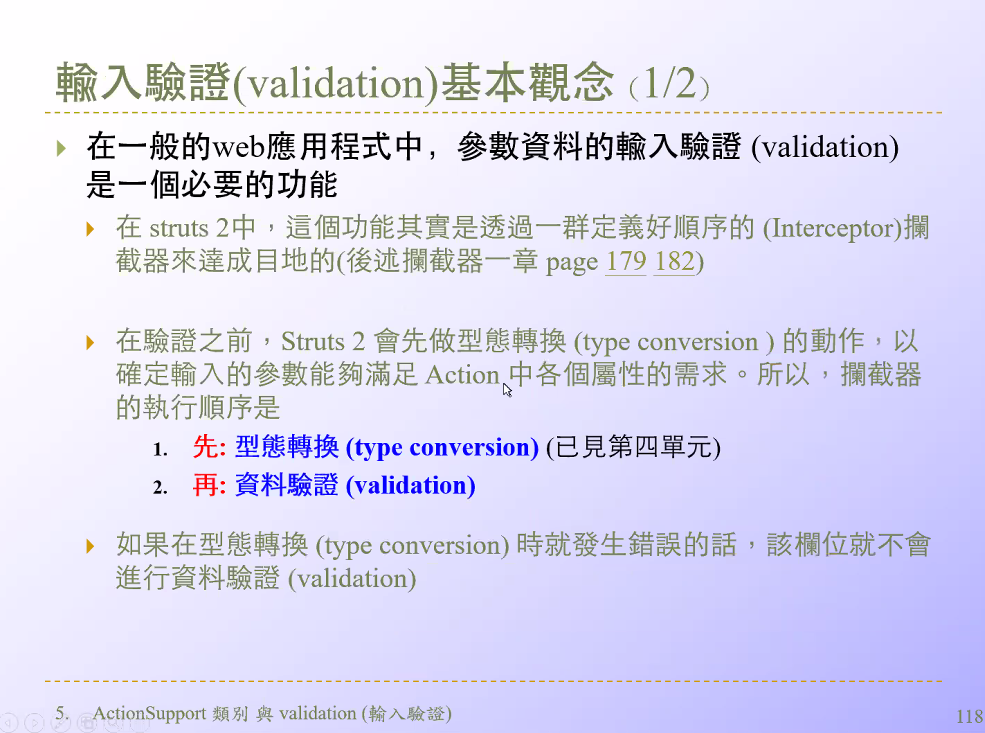 輸入驗證(validation)基本觀念 (1/2)
在一般的web應用程式中，參數資料的輸入驗證 (validation)
是一個必要的功能
在 struts 2中，這個功能其實是透過一群定義好順序的 (Interceptor)攔
截器來達成目地的(後述攔截器一章 page 179 182)
在驗證之前，Struts 2 會先做型態轉換 (type conversion ) 的動作，以
確定輸入的參數能夠滿足 Action 中各個屬性的需求。所以，攔截器
的執行順序是
1. 先: 型態轉換 (type conversion) (已見第四單元)
2. 再: 資料驗證 (validation)
如果在型態轉換 (type conversion) 時就發生錯誤的話，該欄位就不會
進行資料驗證 (validation)
5. ActionSupport 類別 與 validation (輸入驗證)
118